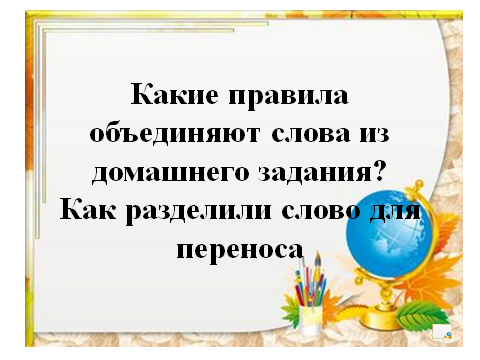 Какие правила
объединяют слова из
домашнего задания?
Как разделили слово для
переноса